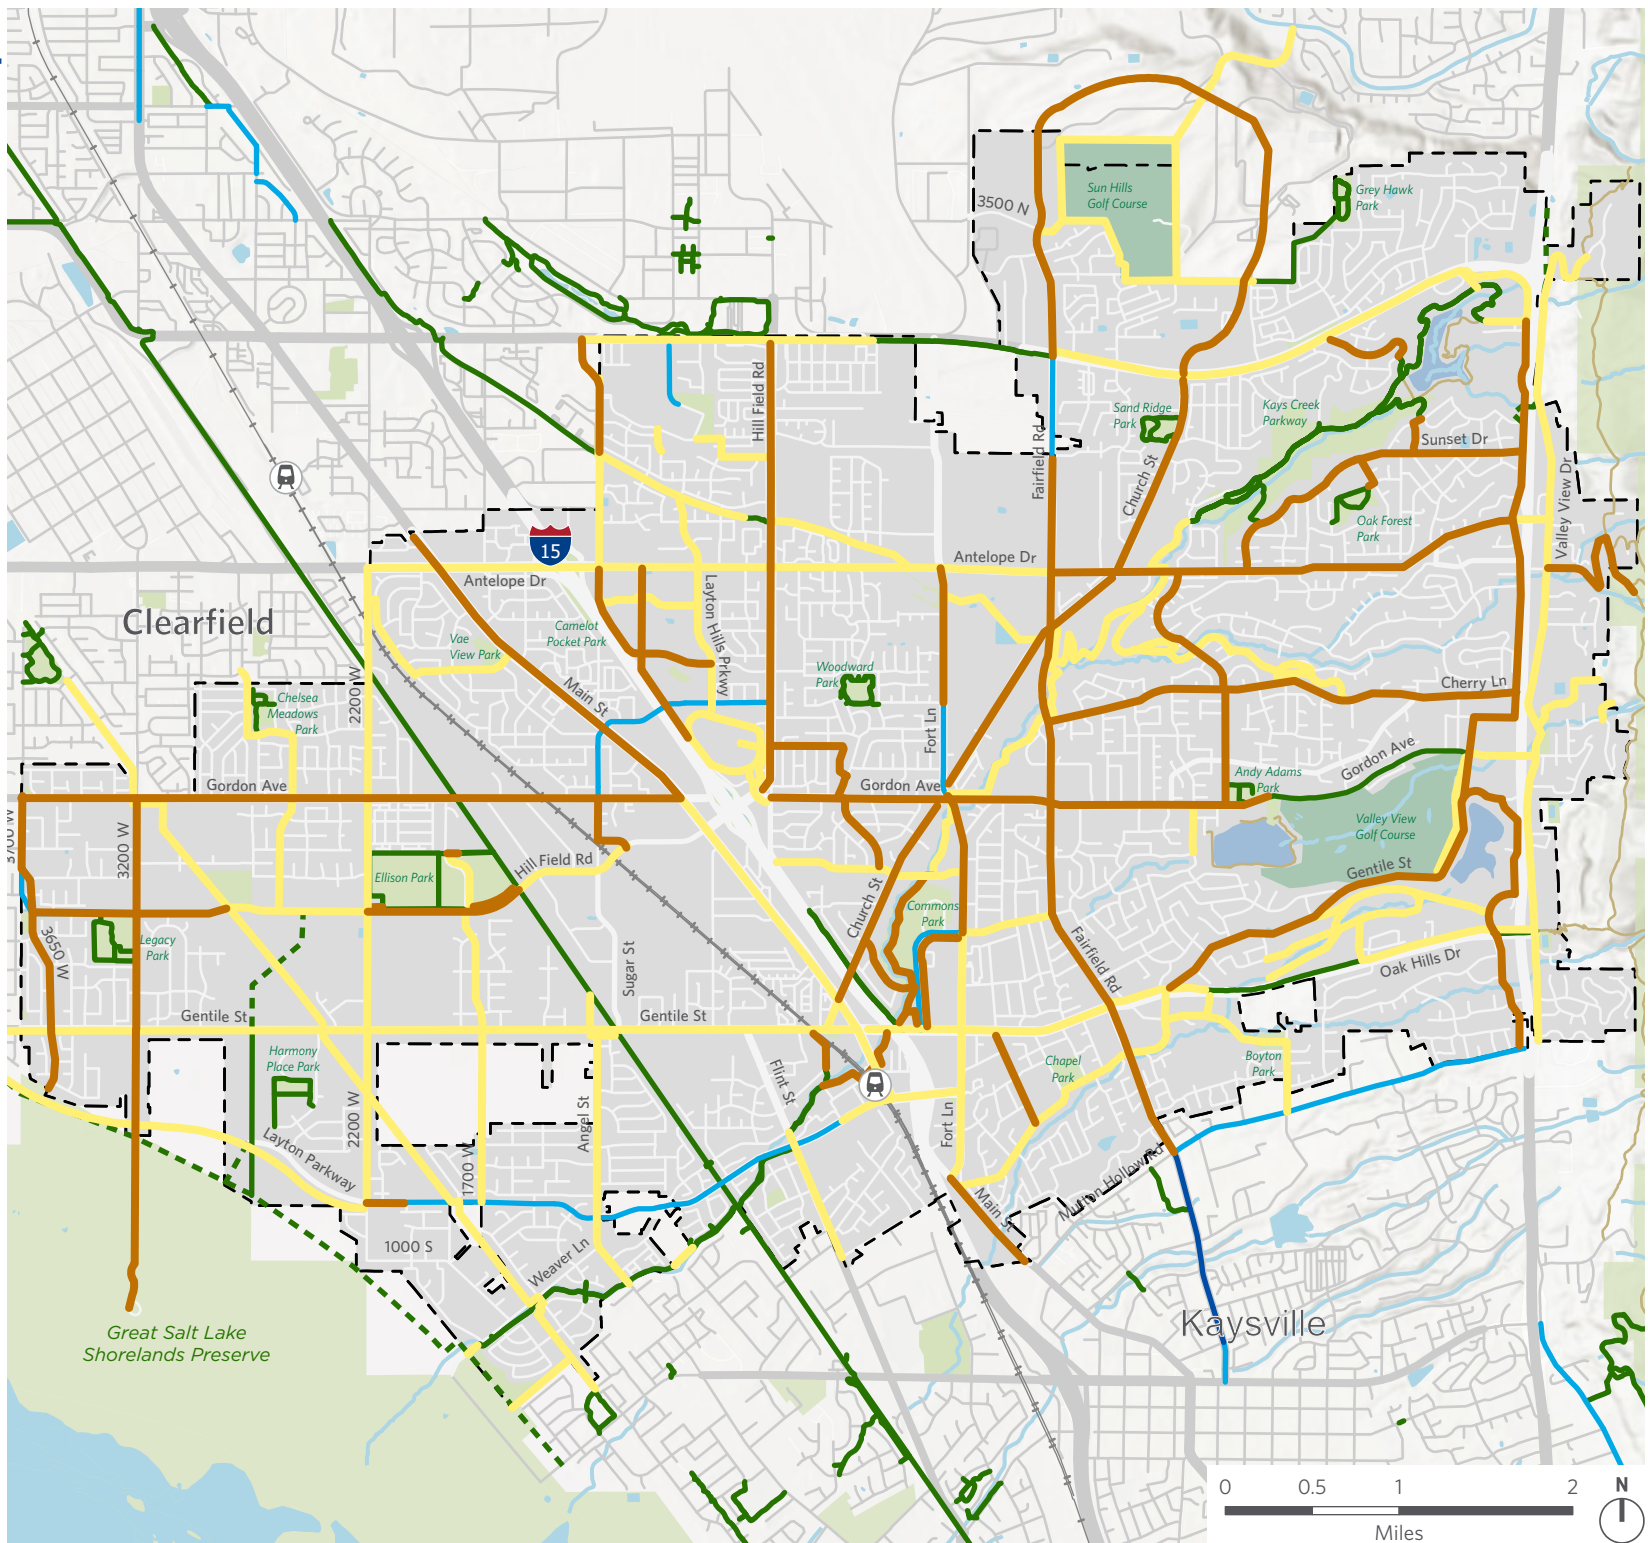 Sun Hills
Golf Course
Grey Hawk
Park
3500 N
Hill Field Rd
Sand Ridge
Park
Kays Creek
Parkway
Fairfield Rd
Church St
Sunset Dr
Valley View Dr
Oak Forest
Park
15
Antelope Dr
Antelope Dr
Clearfield
Vae
View Park
Camelot
Pocket Park
Layton Hills Prkwy
Woodward
Park
Cherry Ln
Chelsea
Meadows
Park
2200 W
Main St
Fort Ln
Gordon Ave
Andy Adams
Park
Gordon Ave
Gordon Ave
3700 W
3200 W
Valley View
Golf Course
Hill Field Rd
Gentile St
Ellison Park
Church St
Commons
Park
Legacy
Park
3650 W
Sugar St
Fairfield Rd
Oak Hills Dr
Gentile St
Gentile St
Harmony
Place Park
Chapel
Park
Boyton
Park
Flint St
2200 W
Angel St
Fort Ln
Layton Parkway
1700 W
Mutton Hollow Rd
Main St
1000 S
Weaver Ln
Kaysville
Great Salt Lake
Shorelands Preserve
0 0.5 1 2
Miles
N